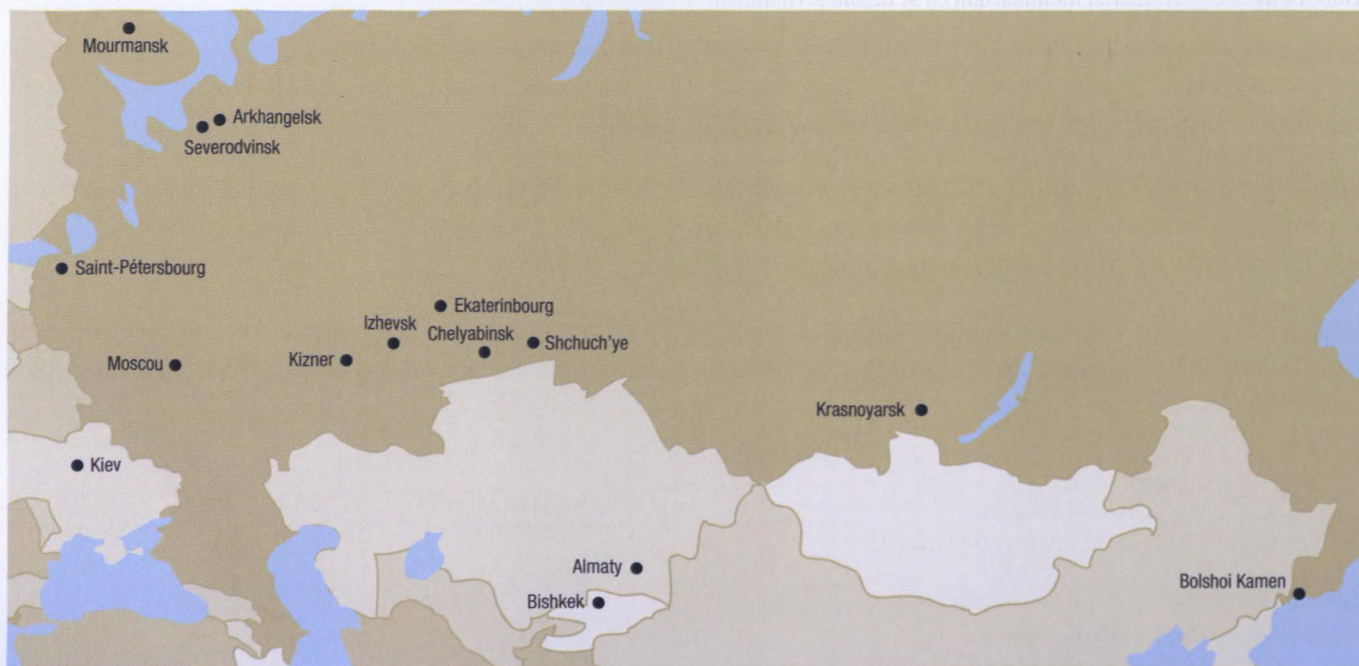 Mourmansk
Arkhangelsk
Severodvinsk
Saint-Pétersbourg
Ekaterinbourg
Izhevsk
Chelyabinsk
Shchuch'ye
Kizner
Moscou
Krasnoyarsk
Kiev
Almaty
Bishkek
Bolshoi Kamen